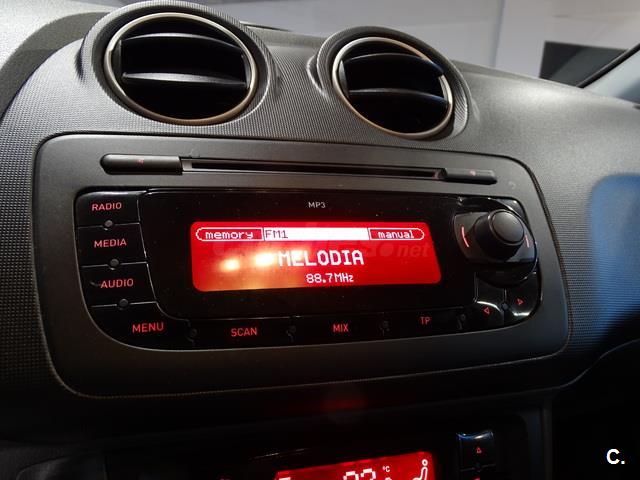 MP3
RADIO
MEDIA
AUDIO
MENU
SCAN
MIX
TP
memory FM1 manual
MELODIA
88.7MHz
°C
C.